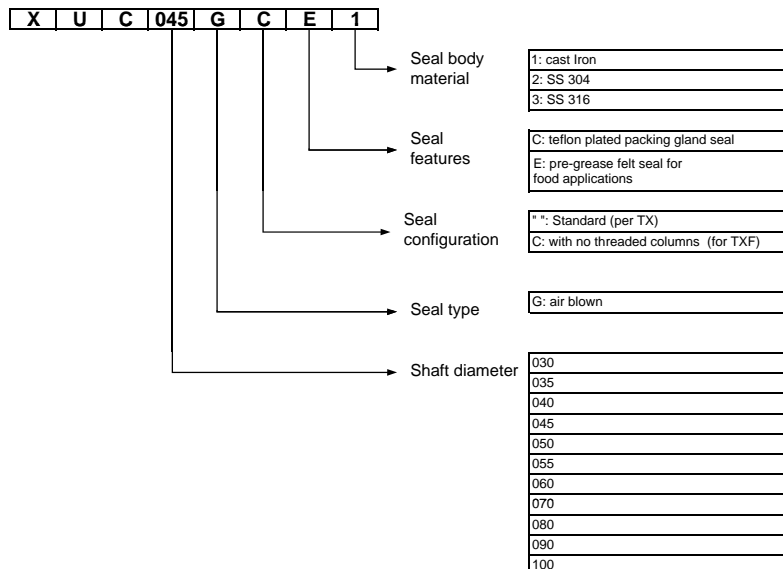 X U C 045 G C E 1
Seal body
material
1: cast Iron
2: SS 304
3: SS 316
Seal
features
C: teflon plated packing gland seal
E: pre-grease felt seal for
food applications
Seal
configuration
" ": Standard (per TX)
C: with no threaded columns (for TXF)
Seal type
G: air blown
Shaft diameter
030
035
040
045
050
055
060
070
080
090
100